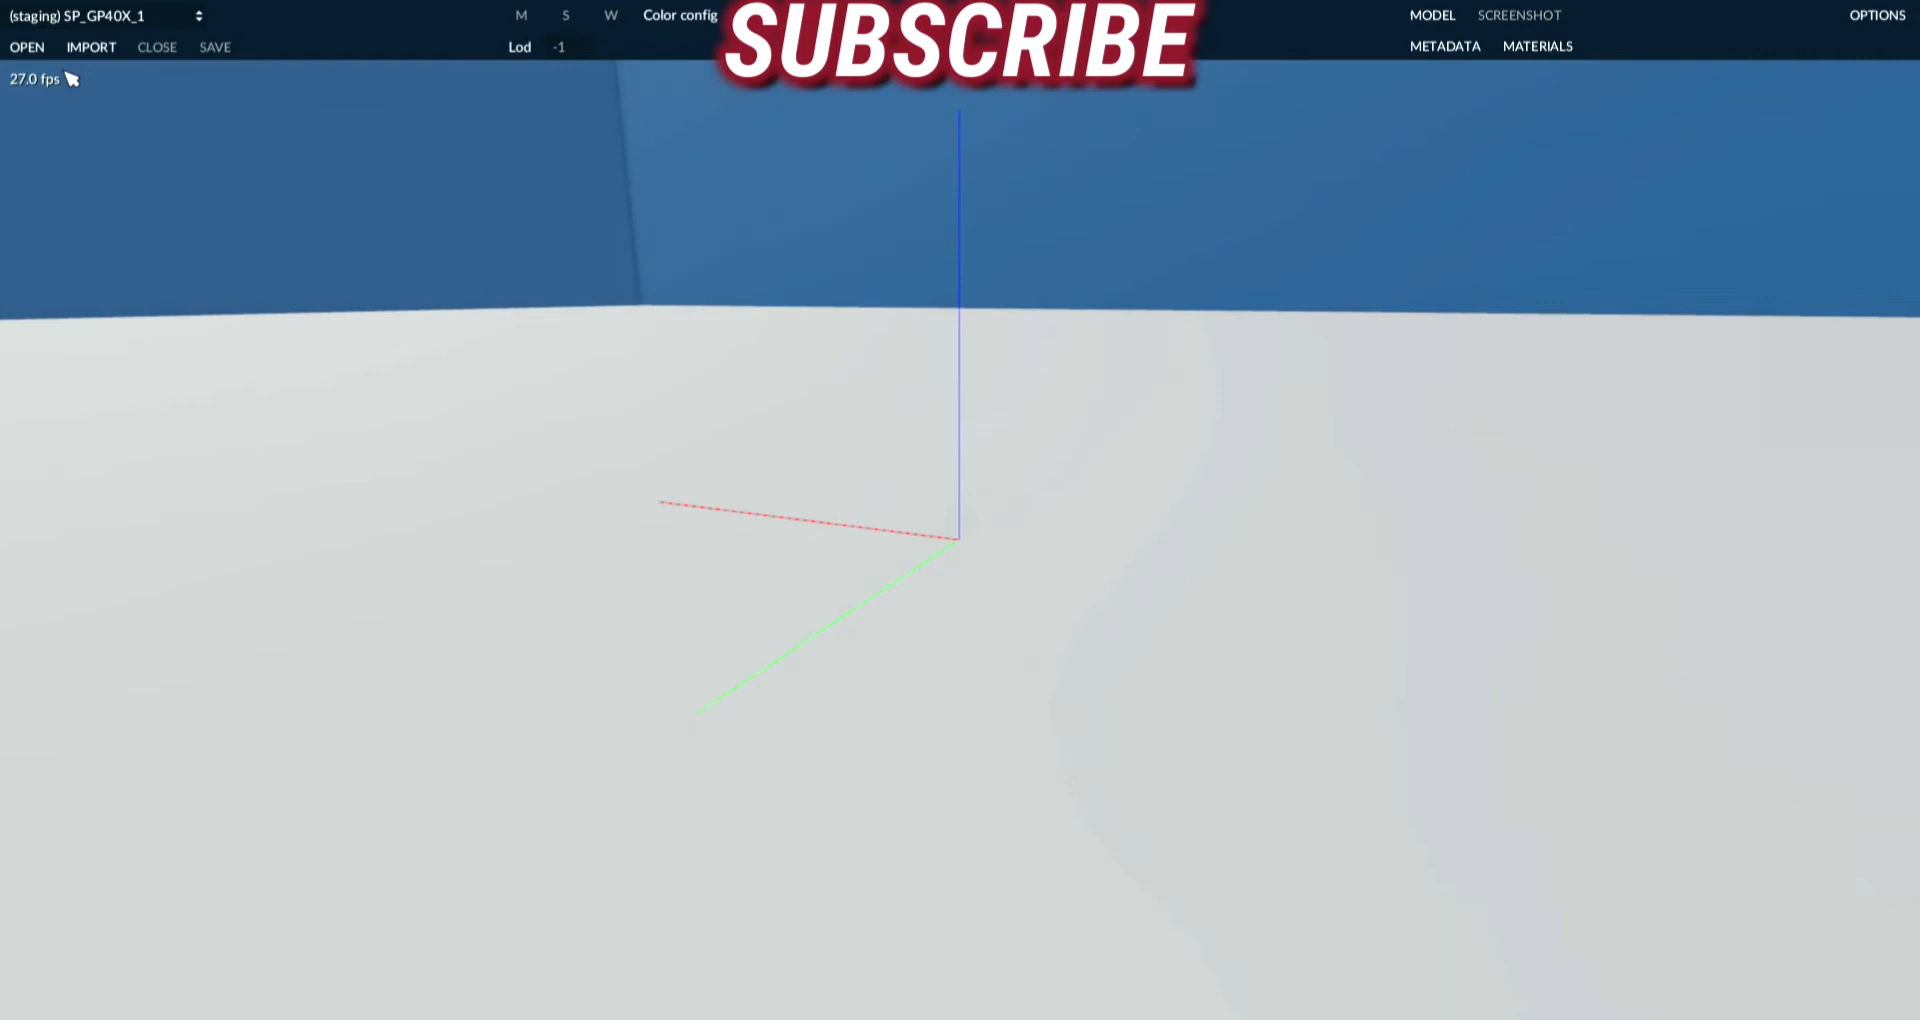 (staging) SP_GP40X_1
M S W Color config
SUBSCRIBE
MODEL SCREENSHOT
OPTIONS
OPEN IMPORT CLOSE SAVE
Lod -1
METADATA MATERIALS
27.0 fps